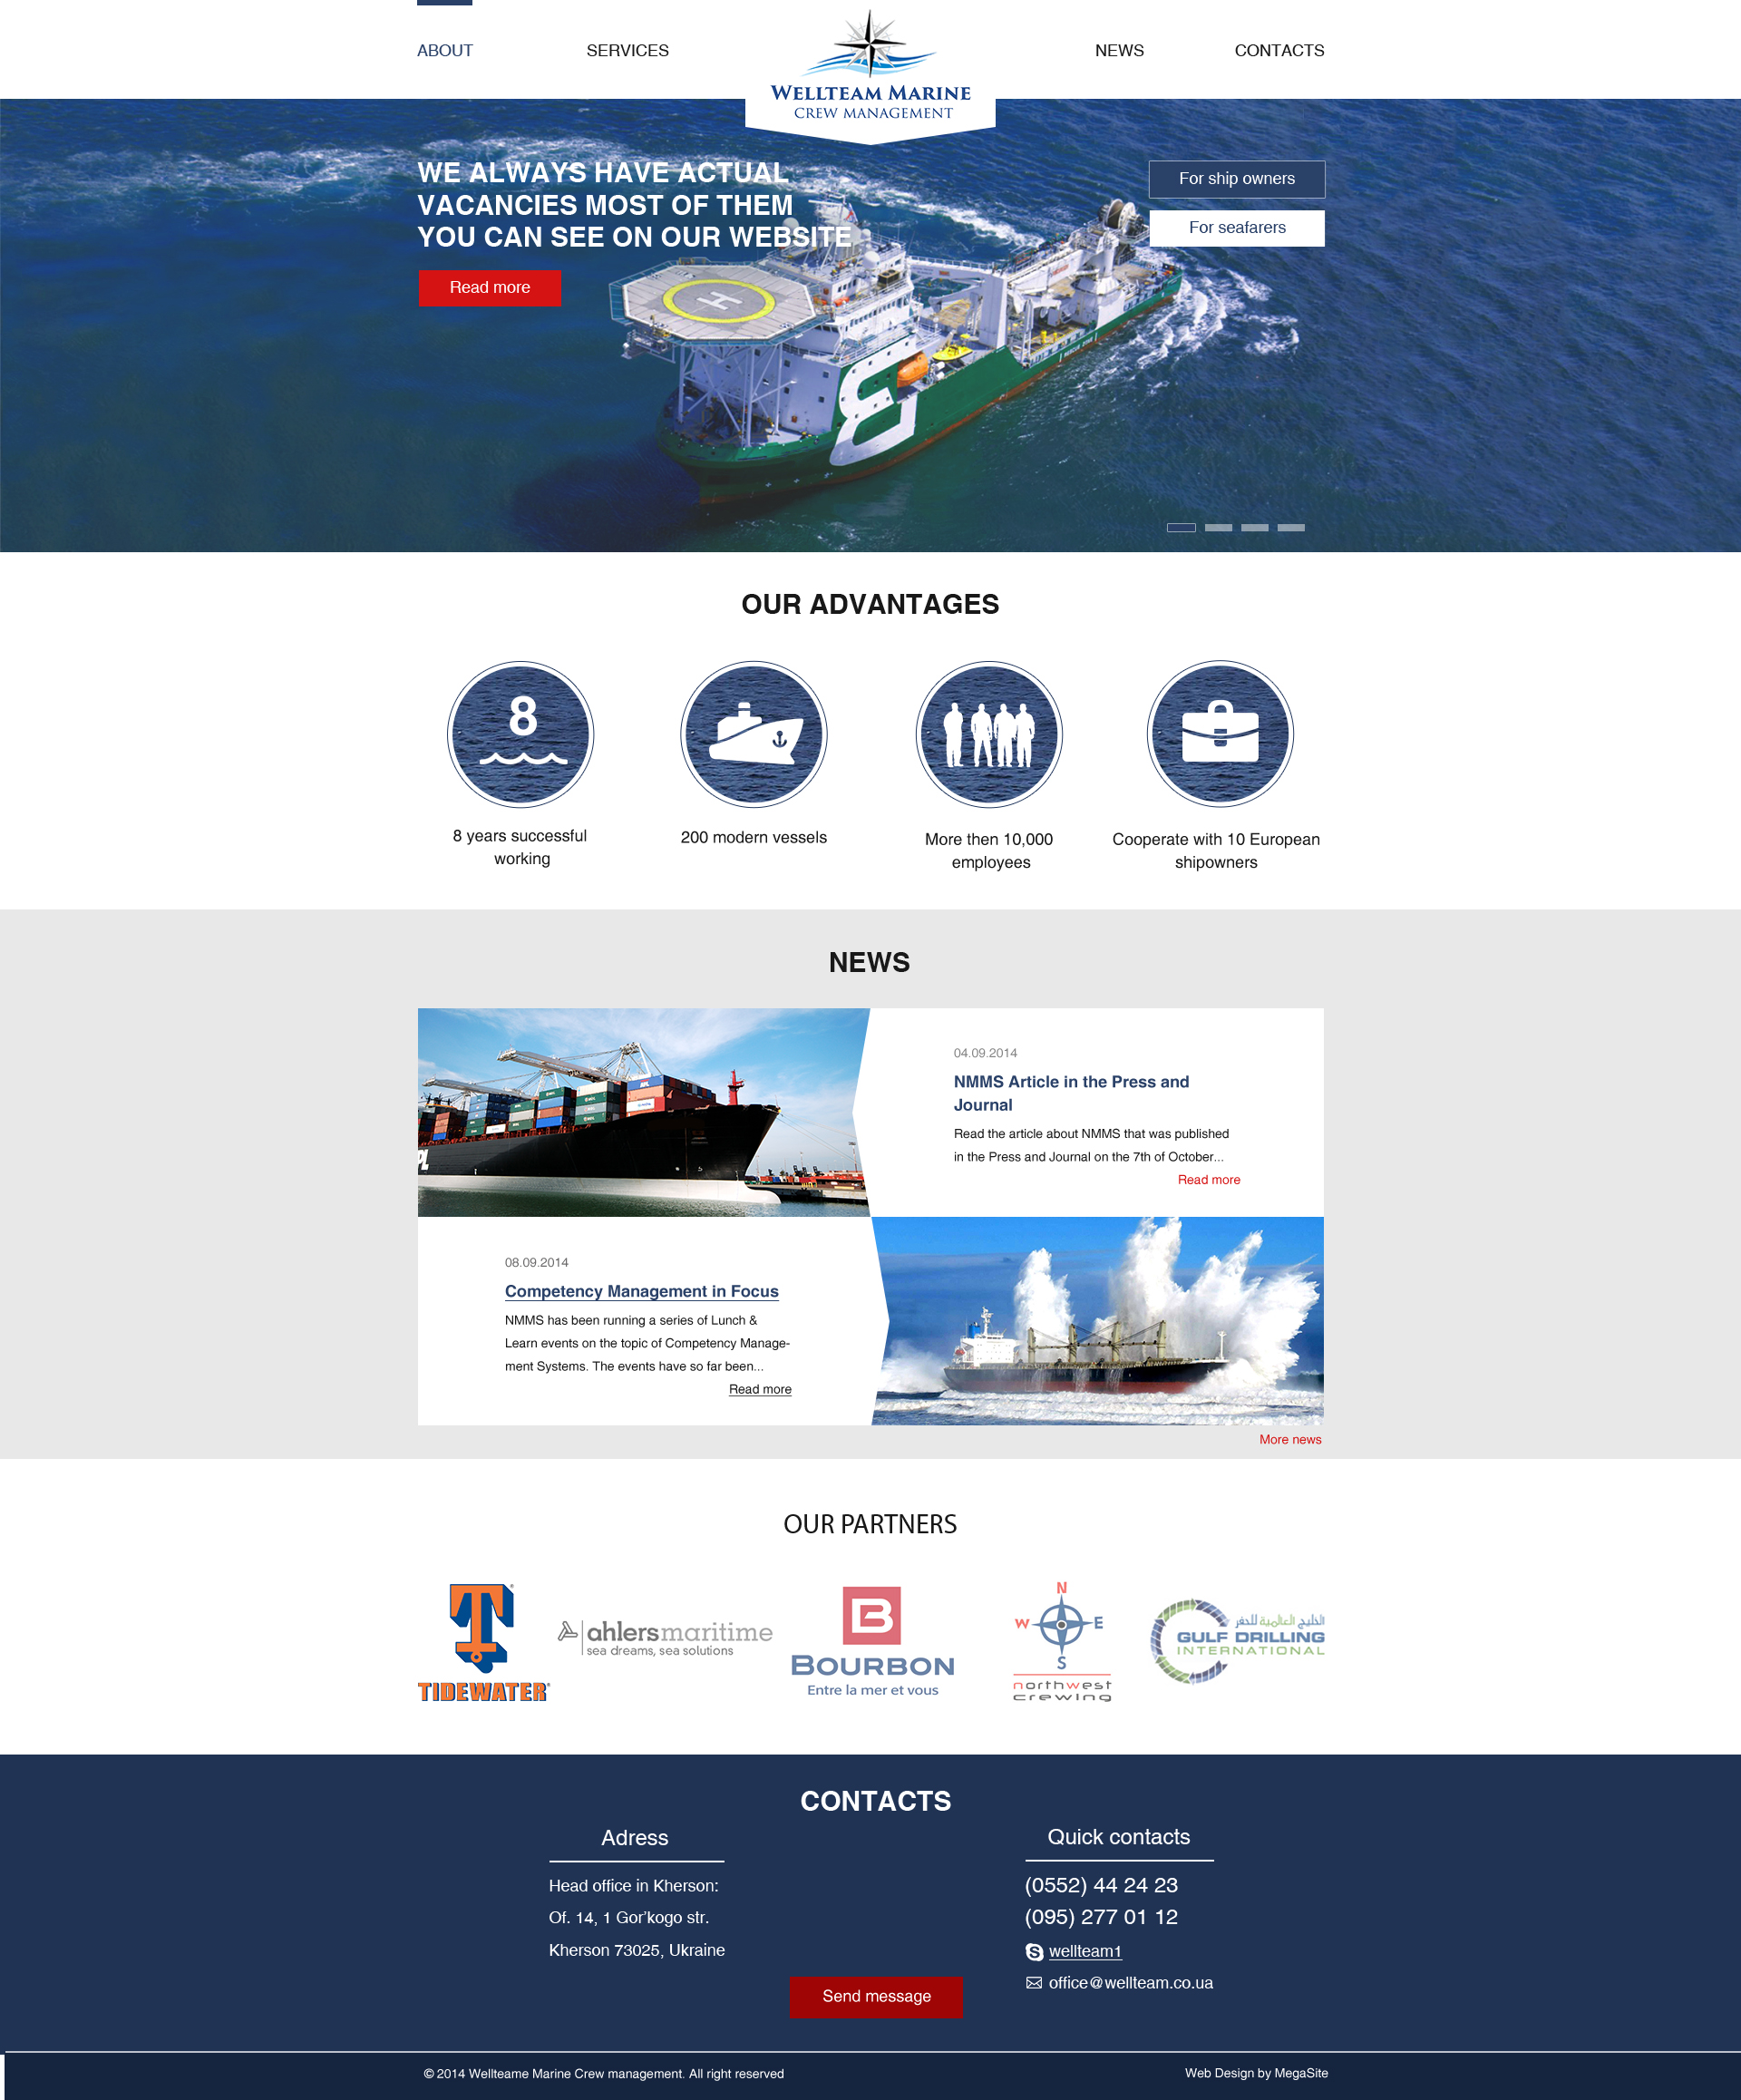 ABOUT
SERVICES
NEWS
CONTACTS
WELLTEAM MARINE
CREW MANAGEMENT
WE ALWAYS HAVE ACTUAL
VACANCIES MOST OF THEM
YOU CAN SEE ON OUR WEBSITE
Read more
For ship owners
For seafarers
H
OUR ADVANTAGES
8
8 years successful
working
200 modern vessels
More then 10,000
employees
Cooperate with 10 European
shipowners
NEWS
04.09.2014
NMMS Article in the Press and
Journal
Read the article about NMMS that was published
in the Press and Journal on the 7th of October...
Read more
08.09.2014
Competency Management in Focus
NMMS has been running a series of Lunch &
Learn events on the topic of Competency Manage-
ment Systems. The events have so far been...
Read more
More news
OUR PARTNERS
TIDEWATER
ahlersmaritime
sea dreams, sea solutions
B
BOURBON
Entre la mer et vous
N
W E
S
northwest
crewing
الخليج العالمية للحفر
GULF DRILLING
INTERNATIONAL
CONTACTS
Adress
Head office in Kherson:
Of. 14, 1 Gor'kogo str.
Kherson 73025, Ukraine
Quick contacts
(0552) 44 24 23
(095) 277 01 12
wellteam1
office@wellteam.co.ua
Send message
© 2014 Wellteame Marine Crew management. All right reserved
Web Design by MegaSite